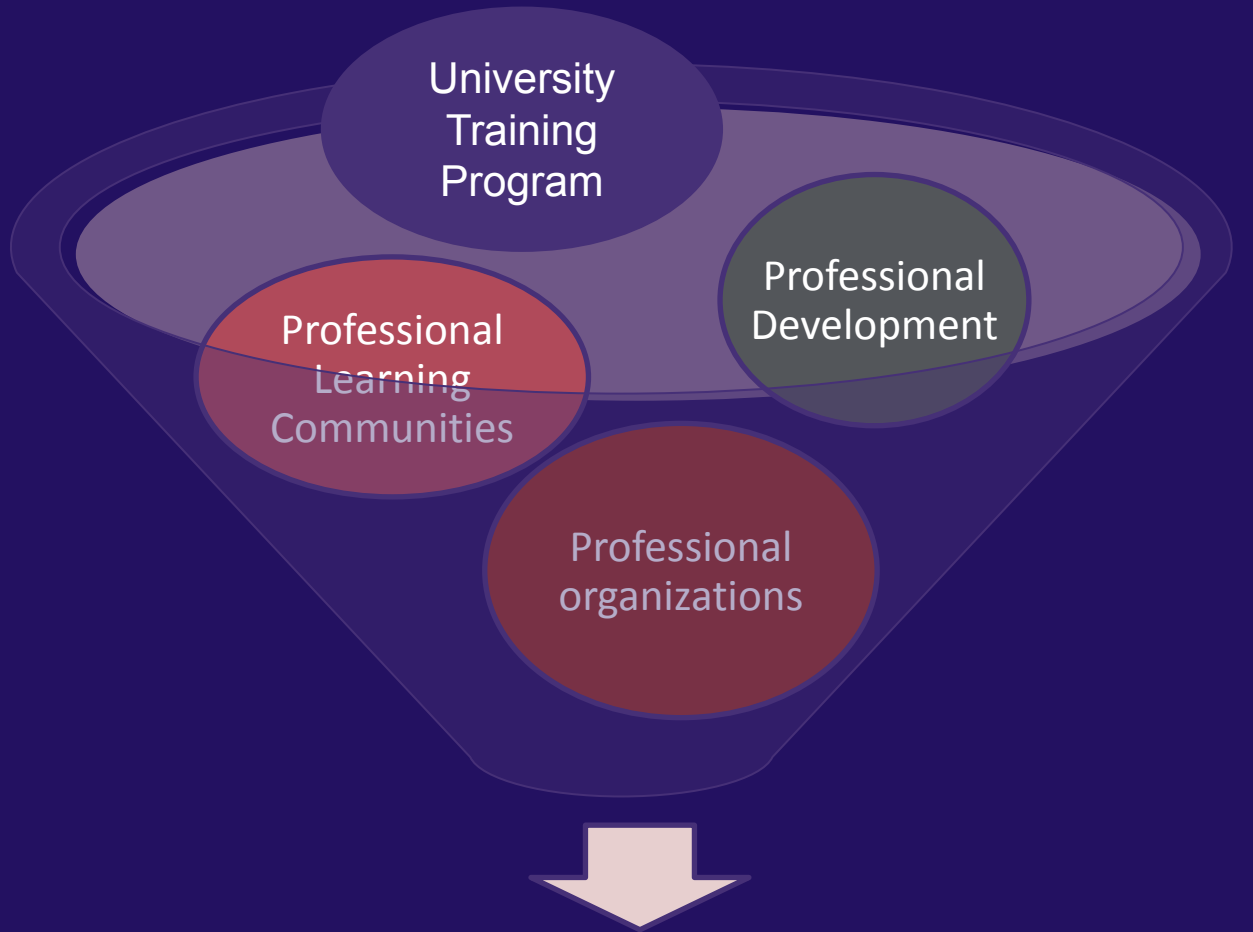 University
Training
Program
Professional
Development
Professional
Learning
Communities
Professional
organizations